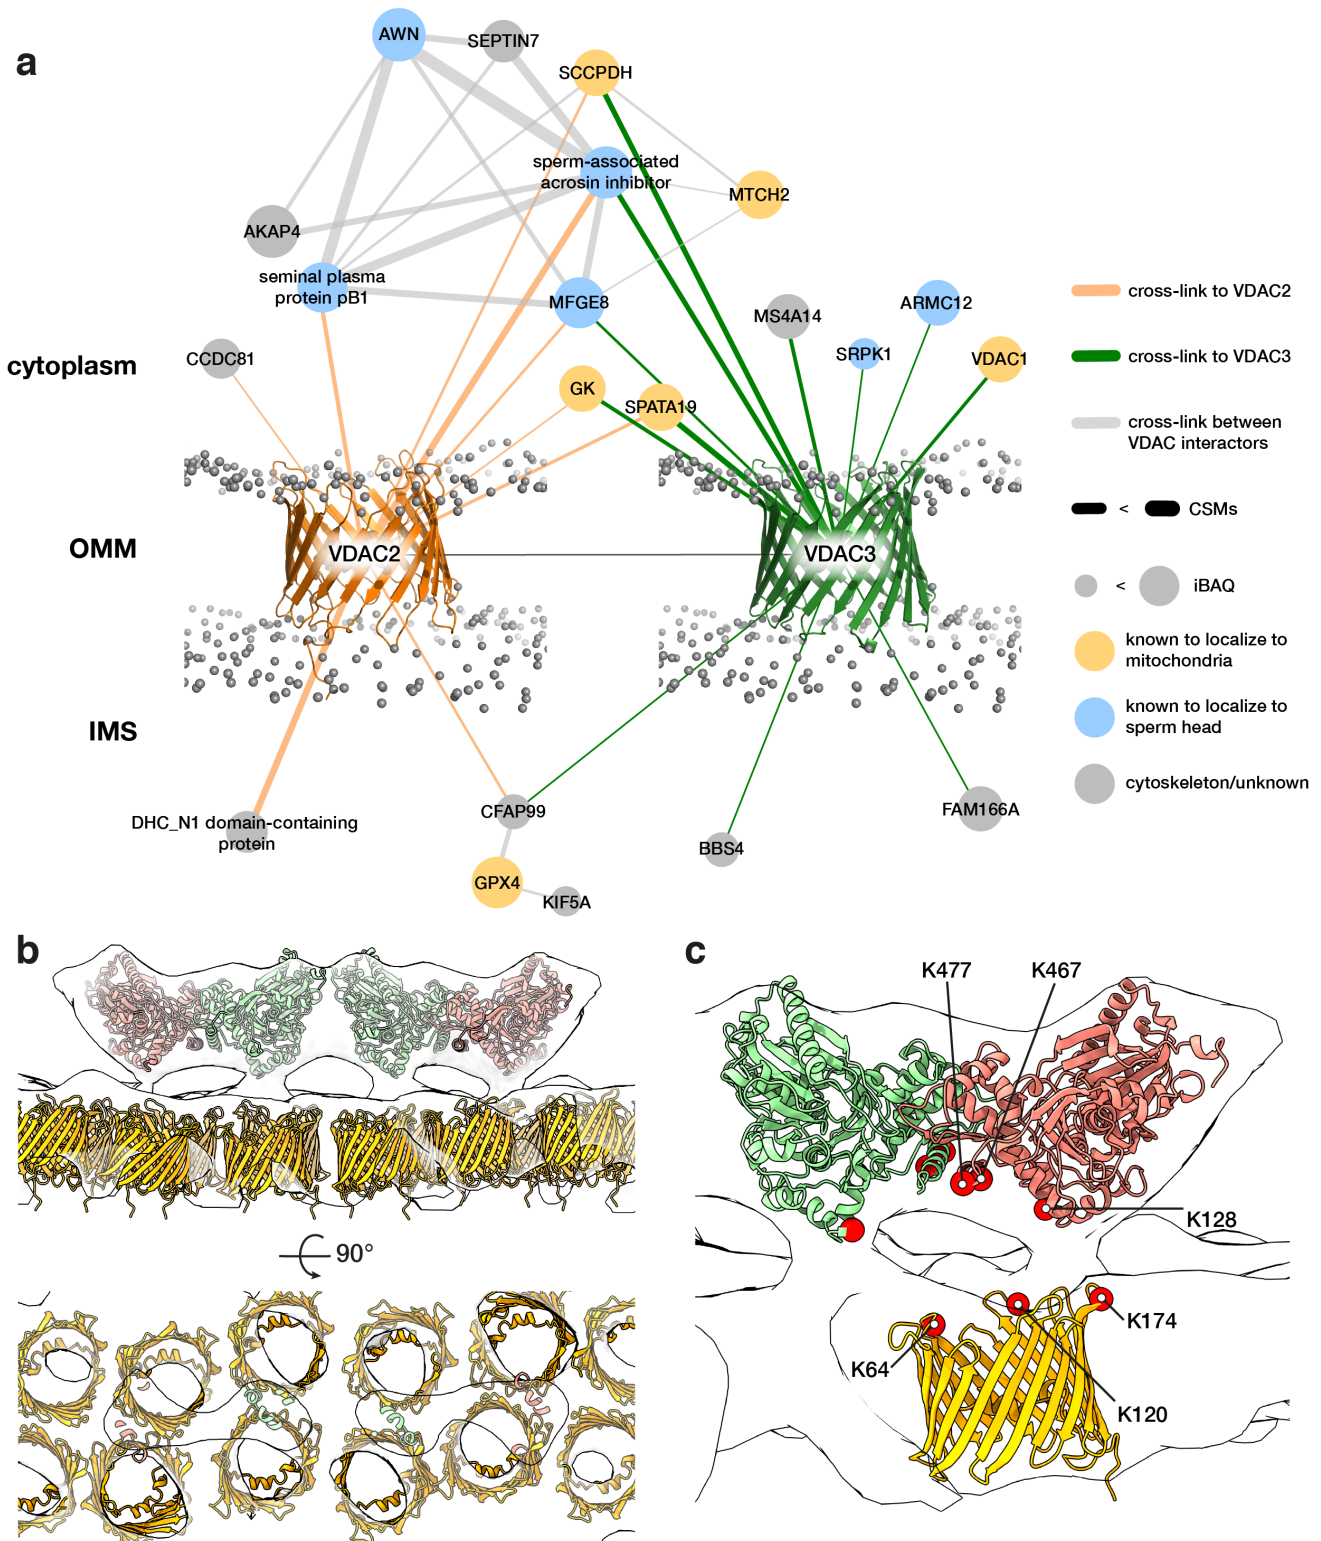 a
AWN
SEPTIN7
SCCPDH
sperm-associated
acrosin inhibitor
MTCH2
AKAP4
seminal plasma
protein pB1
MFGE8
MS4A14
ARMC12
cross-link to VDAC2
CCDC81
cytoplasm
SRPK1
VDAC1
cross-link to VDAC3
GK
SPATA19
cross-link between
VDAC interactors
< CSMs
OMM
VDAC2
VDAC3
< iBAQ
known to localize to
mitochondria
IMS
known to localize to
sperm head
cytoskeleton/unknown
DHC_N1 domain-containing
protein
CFAP99
FAM166A
BBS4
GPX4
KIF5A
b
90°
c
K477
K467
K128
K174
K64
K120